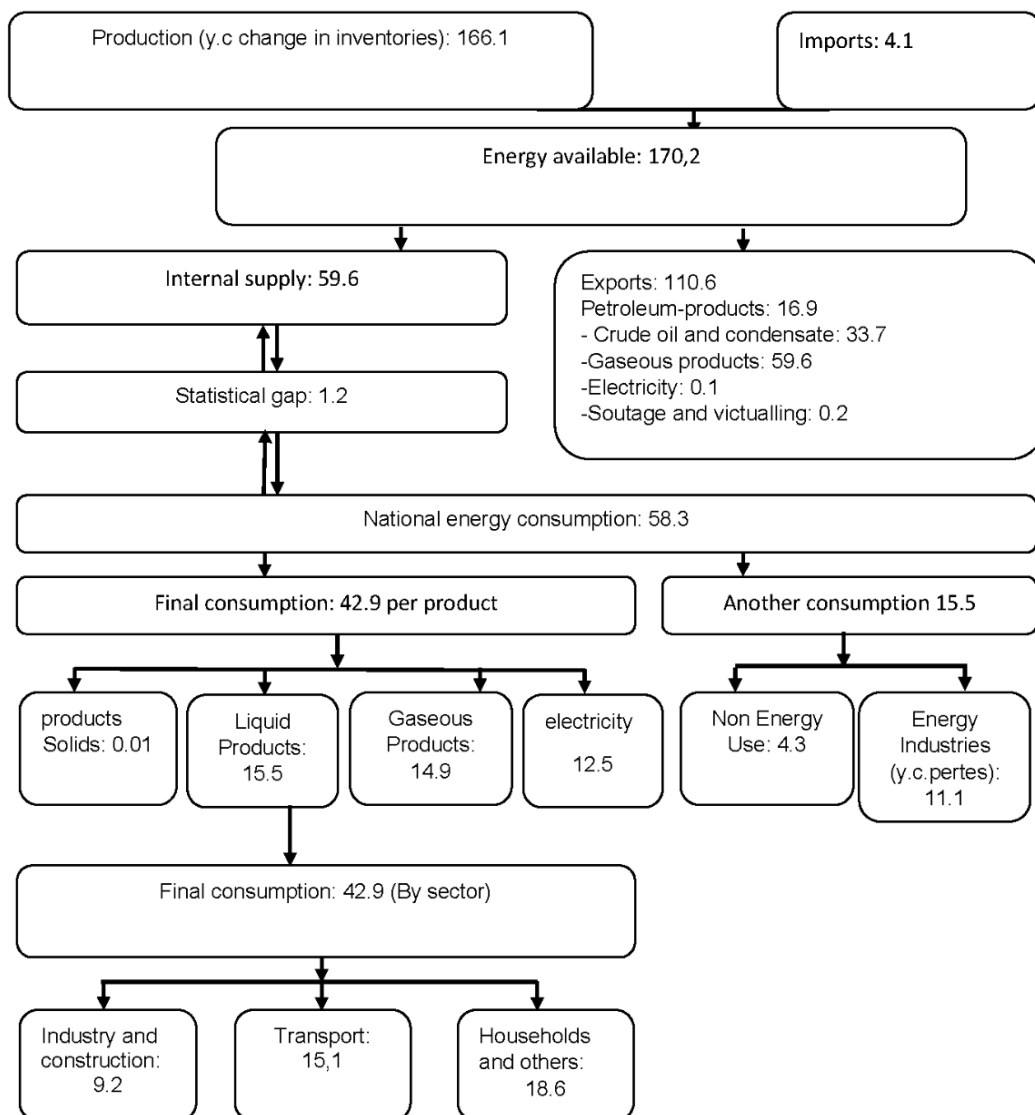 Production (y.c change in inventories): 166.1
Imports: 4.1
Energy available: 170,2
Internal supply: 59.6
Exports: 110.6
Petroleum-products: 16.9
- Crude oil and condensate: 33.7
-Gaseous products: 59.6
-Electricity: 0.1
-Soutage and victualling: 0.2
Statistical gap: 1.2
National energy consumption: 58.3
Final consumption: 42.9 per product
Another consumption 15.5
products
Solids: 0.01
Liquid
Products:
15.5
Gaseous
Products:
14.9
electricity
12.5
Non Energy
Use: 4.3
Energy
Industries
(y.c.pertes):
11.1
Final consumption: 42.9 (By sector)
Industry and
construction:
9.2
Transport:
15,1
Households
and others:
18.6